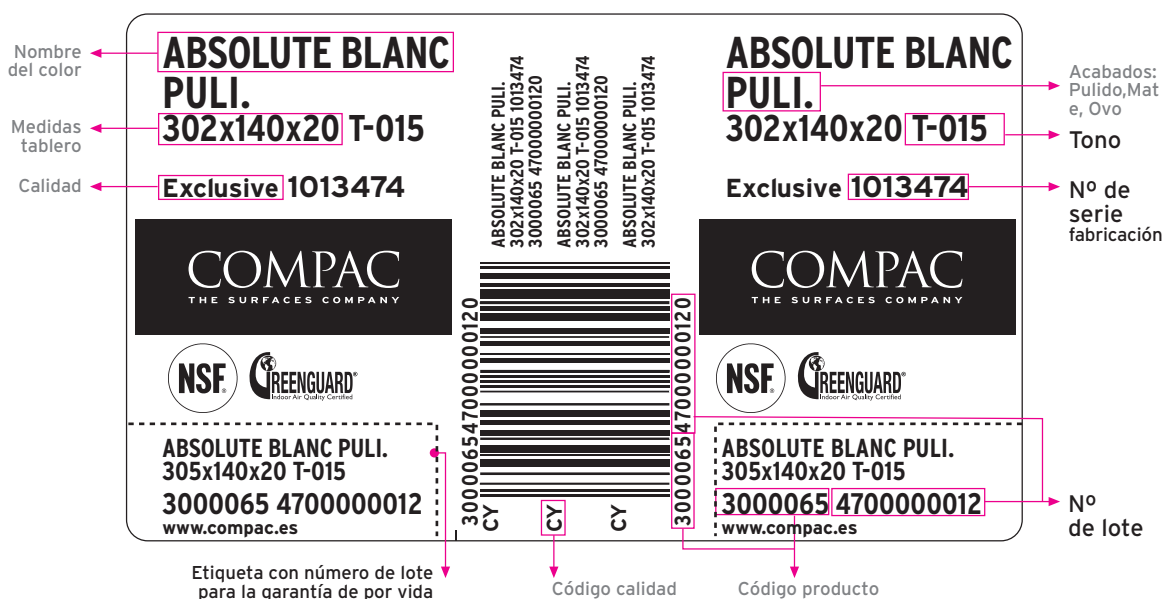 Nombre
del color
Medidas
tablero
Calidad
ABSOLUTE BLANC
PULI.
302x140x20 T-015
Exclusive 1013474
COMPAC
THE SURFACES COMPANY
NSF®
GREENGUARD®
Indoor Air Quality Certified
ABSOLUTE BLANC PULI.
305x140x20 T-015
3000065 4700000012
www.compac.es
Etiqueta con número de lote
para la garantía de por vida
ABSOLUTE BLANC PULI.
302x140x20 T-015 1013474
3000065 47000000120
ABSOLUTE BLANC PULI.
302x140x20 T-015 1013474
3000065 47000000120
ABSOLUTE BLANC PULI.
302x140x20 T-015 1013474
300006547000000120
300006547000000120
CY
CY
CY
Código calidad
ABSOLUTE BLANC
PULI.
302x140x20 T-015
Exclusive 1013474
COMPAC
THE SURFACES COMPANY
NSF®
GREENGUARD®
Indoor Air Quality Certified
ABSOLUTE BLANC PULI.
305x140x20 T-015
3000065 4700000012
www.compac.es
Código producto
Acabados:
Pulido,Mat
e, Ovo
Tono
Nº de
serie
fabricación
Nº
de lote